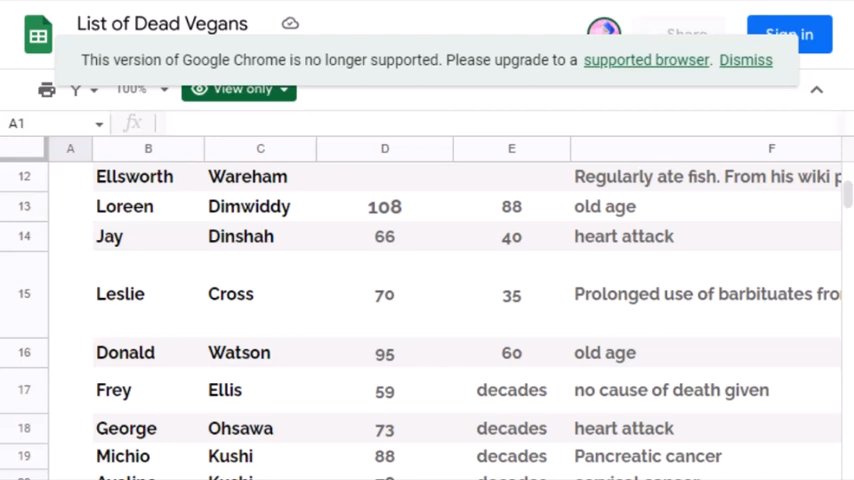 List of Dead Vegans
Share
Sign in
This version of Google Chrome is no longer supported. Please upgrade to a supported browser. Dismiss
100%
View only
A1
fx
A B C D E F
12 Ellsworth Wareham Regularly ate fish. From his wiki p
13 Loreen Dimwiddy 108 88 old age
14 Jay Dinshah 66 40 heart attack
15 Leslie Cross 70 35 Prolonged use of barbituates fro
16 Donald Watson 95 60 old age
17 Frey Ellis 59 decades no cause of death given
18 George Ohsawa 73 decades heart attack
19 Michio Kushi 88 decades Pancreatic cancer